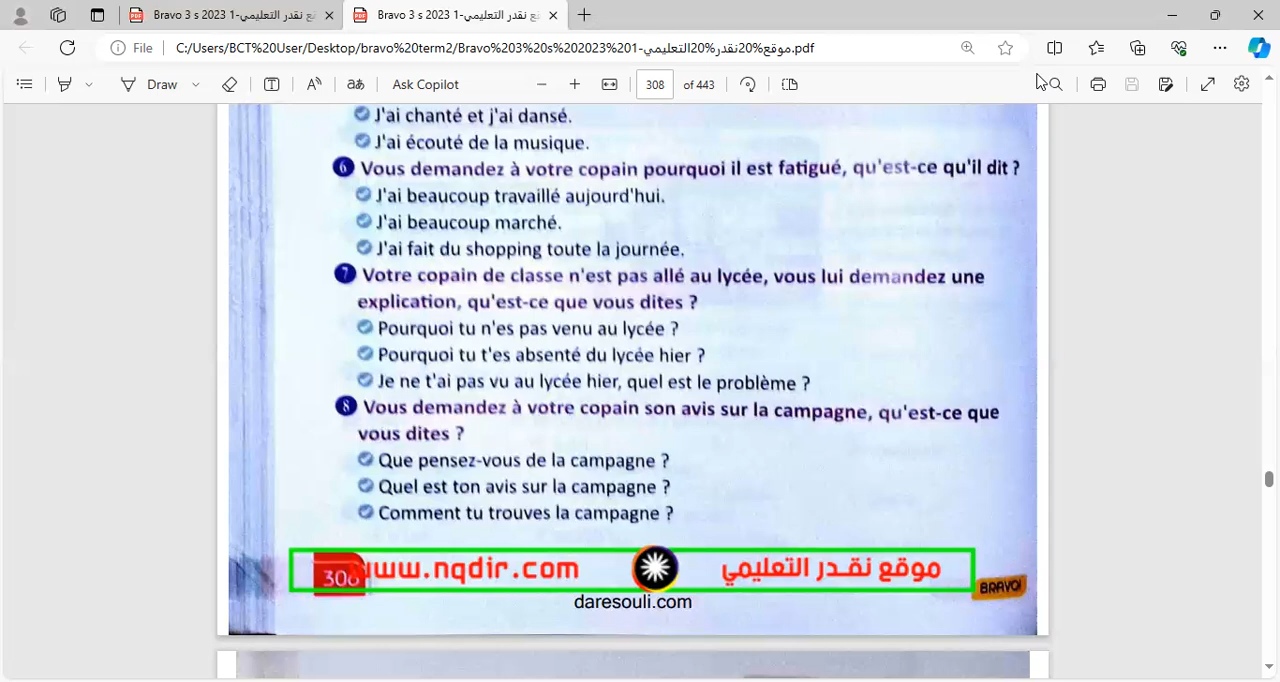 Bravo 3 s 2023 1-قع نقدر التعليمي
Bravo 3 s 2023 1-قع نقدر التعليمي
File
C:/Users/BCT%20User/Desktop/bravo%20term2/Bravo%203%20s%202023%201-موقع%20نقدر%20التعليمي.pdf
Draw
aあ
Ask Copilot
308 of 443
J'ai chanté et j'ai dansé.
J'ai écouté de la musique.
6 Vous demandez à votre copain pourquoi il est fatigué, qu'est-ce qu'il dit ?
J'ai beaucoup travaillé aujourd'hui.
J'ai beaucoup marché.
J'ai fait du shopping toute la journée.
7 Votre copain de classe n'est pas allé au lycée, vous lui demandez une
explication, qu'est-ce que vous dites ?
Pourquoi tu n'es pas venu au lycée ?
Pourquoi tu t'es absenté du lycée hier ?
Je ne t'ai pas vu au lycée hier, quel est le problème ?
8 Vous demandez à votre copain son avis sur la campagne, qu'est-ce que
vous dites ?
Que pensez-vous de la campagne ?
Quel est ton avis sur la campagne ?
Comment tu trouves la campagne ?
306 www.nqdir.com موقع نقـدر التعليمي
BRAVO!
daresouli.com